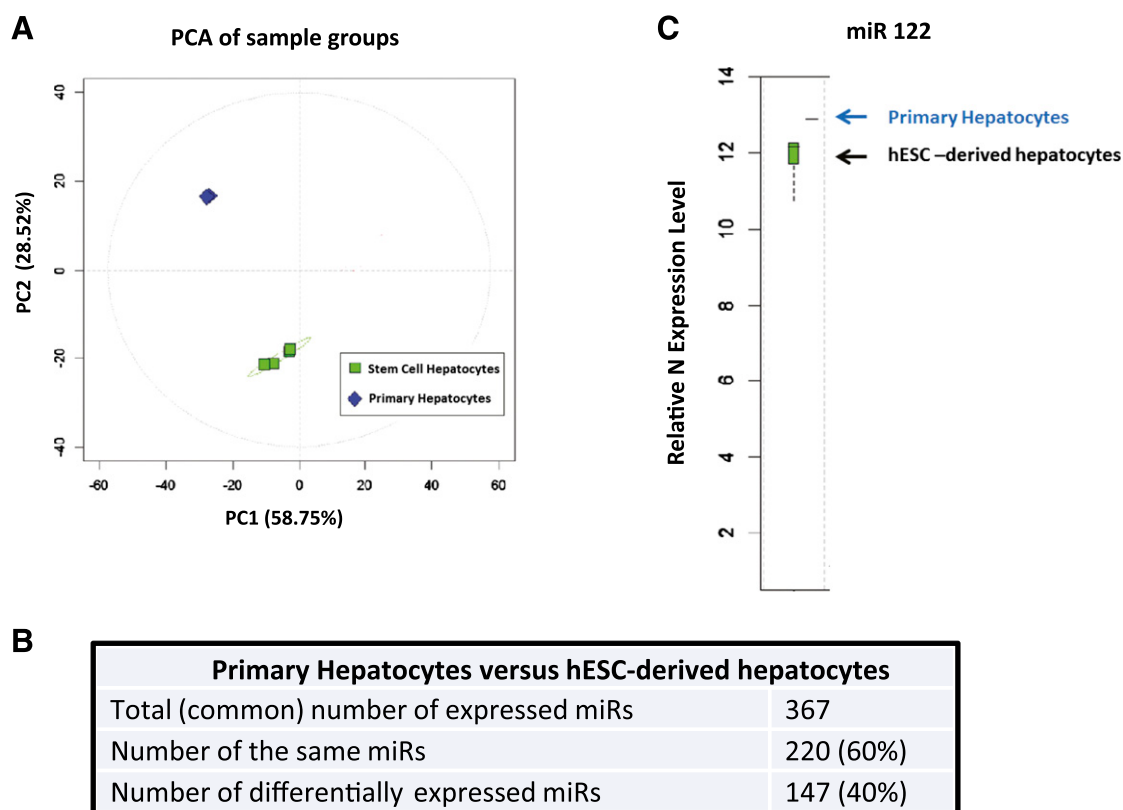 A
PCA of sample groups
40
20
0
-20
-40
PC2 (28.52%)
-60 -40 -20 0 20 40 60
PC1 (58.75%)
Stem Cell Hepatocytes
Primary Hepatocytes
C
miR 122
14
12
10
8
6
4
2
Relative N Expression Level
Primary Hepatocytes
hESC –derived hepatocytes
B
Primary Hepatocytes versus hESC-derived hepatocytes
Total (common) number of expressed miRs 367
Number of the same miRs 220 (60%)
Number of differentially expressed miRs 147 (40%)